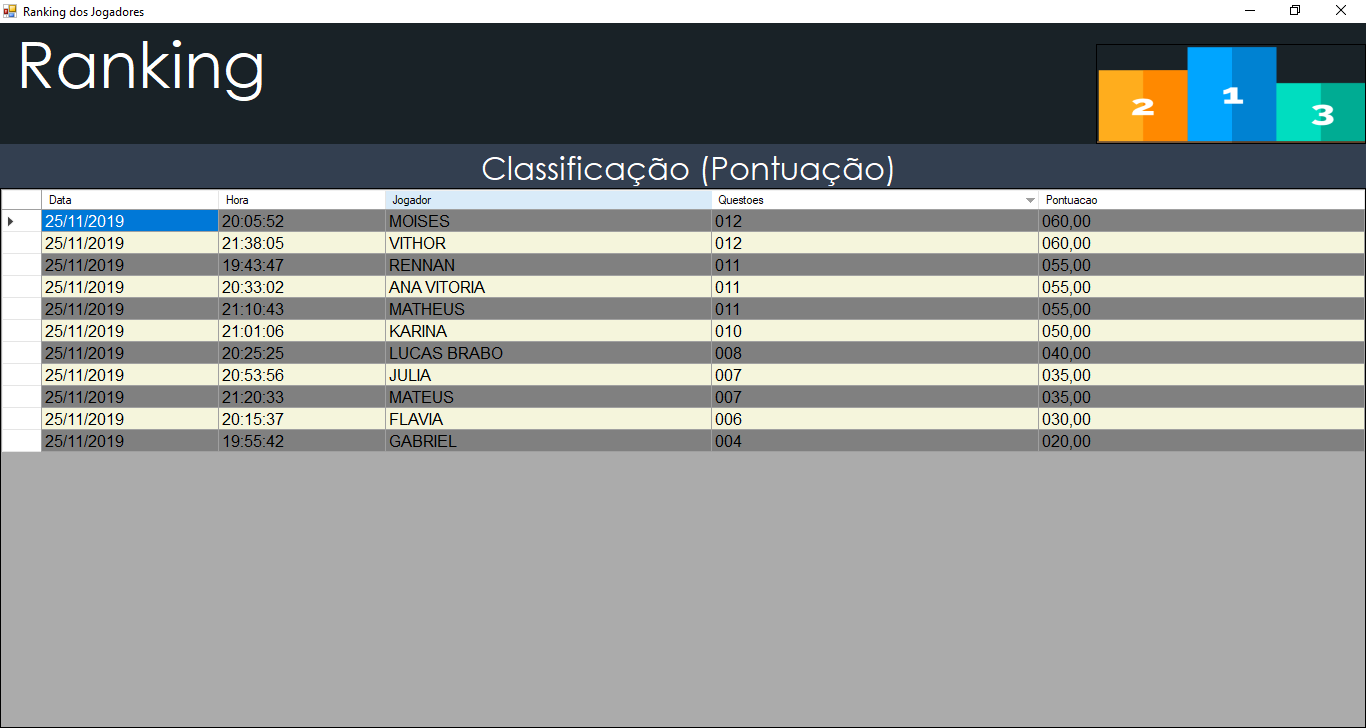 Ranking dos Jogadores
Ranking
2 1 3
Classificação (Pontuação)
Data Hora Jogador Questoes Pontuacao
25/11/2019 20:05:52 MOISES 012 060,00
25/11/2019 21:38:05 VITHOR 012 060,00
25/11/2019 19:43:47 RENNAN 011 055,00
25/11/2019 20:33:02 ANA VITORIA 011 055,00
25/11/2019 21:10:43 MATHEUS 011 055,00
25/11/2019 21:01:06 KARINA 010 050,00
25/11/2019 20:25:25 LUCAS BRABO 008 040,00
25/11/2019 20:53:56 JULIA 007 035,00
25/11/2019 21:20:33 MATEUS 007 035,00
25/11/2019 20:15:37 FLAVIA 006 030,00
25/11/2019 19:55:42 GABRIEL 004 020,00